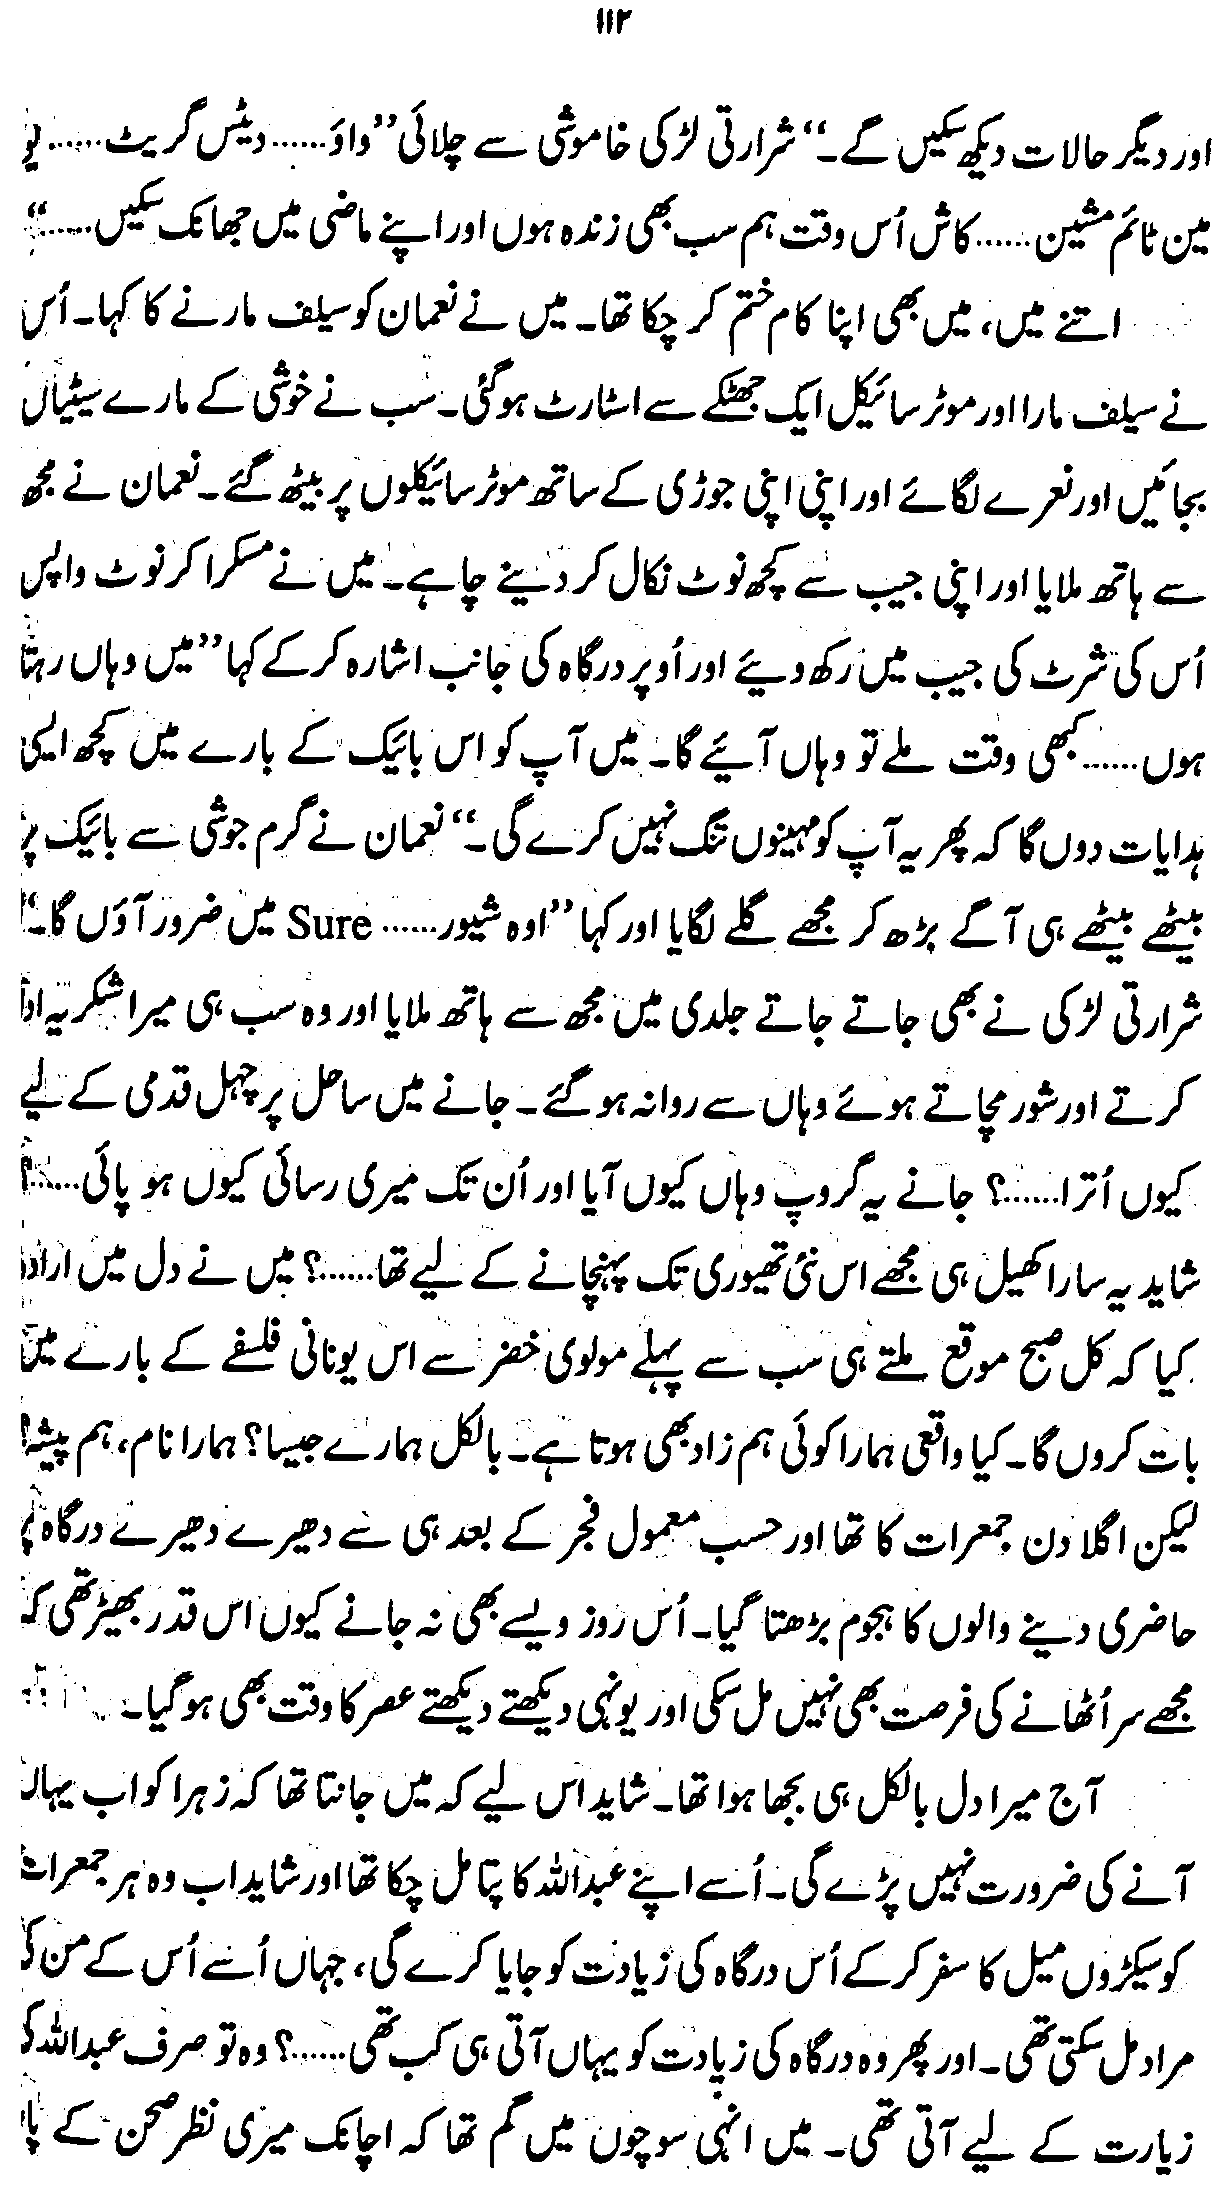 ۱۱۲
اور دیگر حالات دیکھ سکیں گے۔“ شرارتی لڑکی خاموشی سے چلائی ”واؤ...... دیٹس گریٹ...... یو
مین ٹائم مشین...... کاش اُس وقت ہم سب بھی زندہ ہوں اور اپنے ماضی میں جھانک سکیں......“
اتنے میں، میں بھی اپنا کام ختم کر چکا تھا۔ میں نے نعمان کو سیلف مارنے کا کہا۔ اُس
نے سیلف مارا اور موٹر سائیکل ایک جھٹکے سے اسٹارٹ ہوگئی۔ سب نے خوشی کے مارے سیٹیاں
بجائیں اور نعرے لگائے اور اپنی اپنی جوڑی کے ساتھ موٹر سائیکلوں پر بیٹھ گئے۔ نعمان نے مجھ
سے ہاتھ ملایا اور اپنی جیب سے کچھ نوٹ نکال کر دینے چاہے۔ میں نے مسکرا کر نوٹ واپس
اُس کی شرٹ کی جیب میں رکھ دیئے اور اُوپر درگاہ کی جانب اشارہ کرکے کہا ”میں وہاں رہتا
ہوں...... کبھی وقت ملے تو وہاں آئیے گا۔ میں آپ کو اس بائیک کے بارے میں کچھ ایسی
ہدایات دوں گا کہ پھر یہ آپ کو مہینوں تنگ نہیں کرے گی۔“ نعمان نے گرم جوشی سے بائیک پر
بیٹھے بیٹھے ہی آگے بڑھ کر مجھے گلے لگایا اور کہا ”اوہ شیور...... Sure میں ضرور آؤں گا۔“
شرارتی لڑکی نے بھی جاتے جاتے جلدی میں مجھ سے ہاتھ ملایا اور وہ سب ہی میرا شکریہ ادا
کرتے اور شور مچاتے ہوئے وہاں سے روانہ ہوگئے۔ جانے میں ساحل پر چہل قدمی کے لیے
کیوں اُترا......؟ جانے یہ گروپ وہاں کیوں آیا اور اُن تک میری رسائی کیوں ہو پائی......؟
شاید یہ سارا کھیل ہی مجھے اس نئی تھیوری تک پہنچانے کے لیے تھا......؟ میں نے دل میں ارادہ
کیا کہ کل صبح موقع ملتے ہی سب سے پہلے مولوی خضر سے اس یونانی فلسفے کے بارے میں
بات کروں گا۔ کیا واقعی ہمارا کوئی ہم زاد بھی ہوتا ہے۔ بالکل ہمارے جیسا؟ ہمارا نام، ہم پیشہ؟
لیکن اگلا دن جمعرات کا تھا اور حسب معمول فجر کے بعد ہی سے دھیرے دھیرے درگاہ پر
حاضری دینے والوں کا ہجوم بڑھتا گیا۔ اُس روز ویسے بھی نہ جانے کیوں اس قدر بھیڑ تھی کہ
مجھے سر اُٹھانے کی فرصت بھی نہیں مل سکی اور یونہی دیکھتے دیکھتے عصر کا وقت بھی ہوگیا۔
آج میرا دل بالکل ہی بجھا ہوا تھا۔ شاید اس لیے کہ میں جانتا تھا کہ زہرا کو اب یہاں
آنے کی ضرورت نہیں پڑے گی۔ اُسے اپنے عبداللہ کا پتا مل چکا تھا اور شاید اب وہ ہر جمعرات
کو سیکڑوں میل کا سفر کرکے اُس درگاہ کی زیادت کو جایا کرے گی، جہاں اُسے اُس کے من کی
مراد مل سکتی تھی۔ اور پھر وہ درگاہ کی زیادت کو یہاں آتی ہی کب تھی......؟ وہ تو صرف عبداللہ کی
زیارت کے لیے آتی تھی۔ میں انہی سوچوں میں گم تھا کہ اچانک میری نظر صحن کے